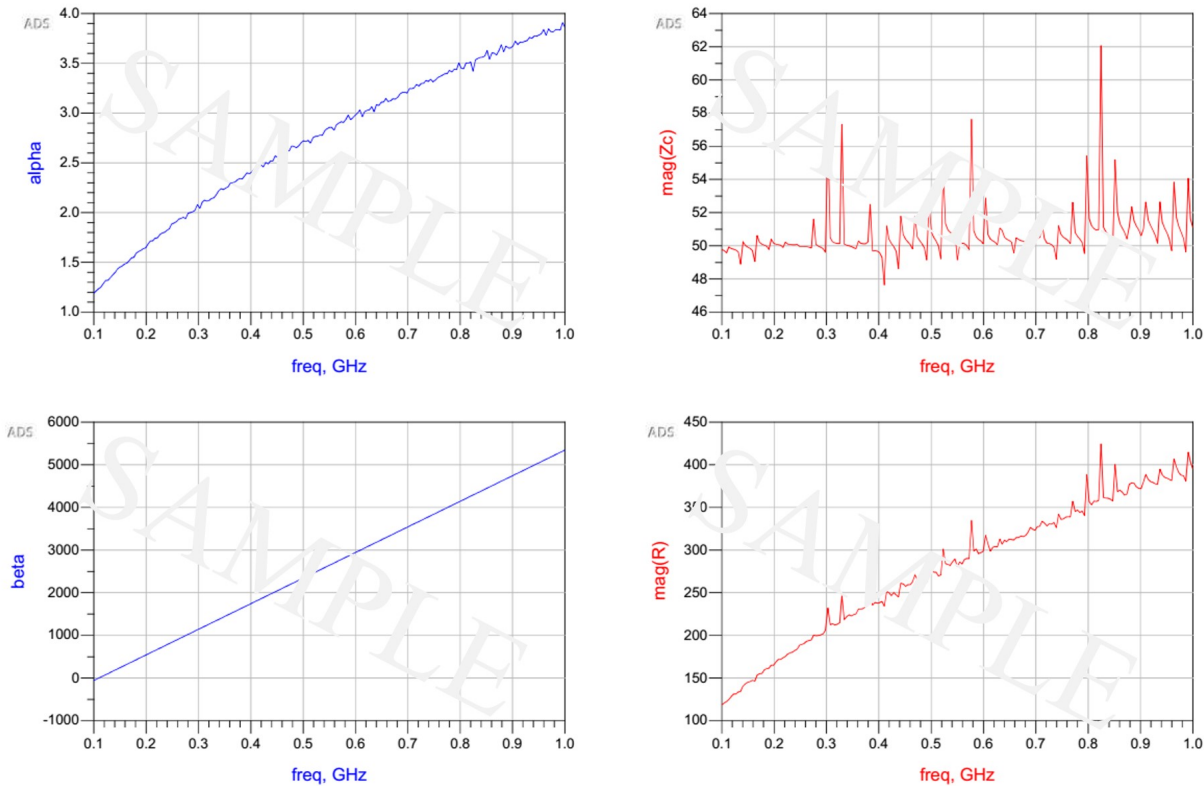 ADS
4.0
3.5
3.0
2.5
2.0
1.5
1.0
alpha
0.1 0.2 0.3 0.4 0.5 0.6 0.7 0.8 0.9 1.0
freq, GHz
SAMPLE
ADS
64
62
60
58
56
54
52
50
48
46
mag(Zc)
0.1 0.2 0.3 0.4 0.5 0.6 0.7 0.8 0.9 1.0
freq, GHz
SAMPLE
ADS
6000
5000
4000
3000
2000
1000
0
-1000
beta
0.1 0.2 0.3 0.4 0.5 0.6 0.7 0.8 0.9 1.0
freq, GHz
SAMPLE
ADS
450
400
350
300
250
200
150
100
mag(R)
0.1 0.2 0.3 0.4 0.5 0.6 0.7 0.8 0.9 1.0
freq, GHz
SAMPLE